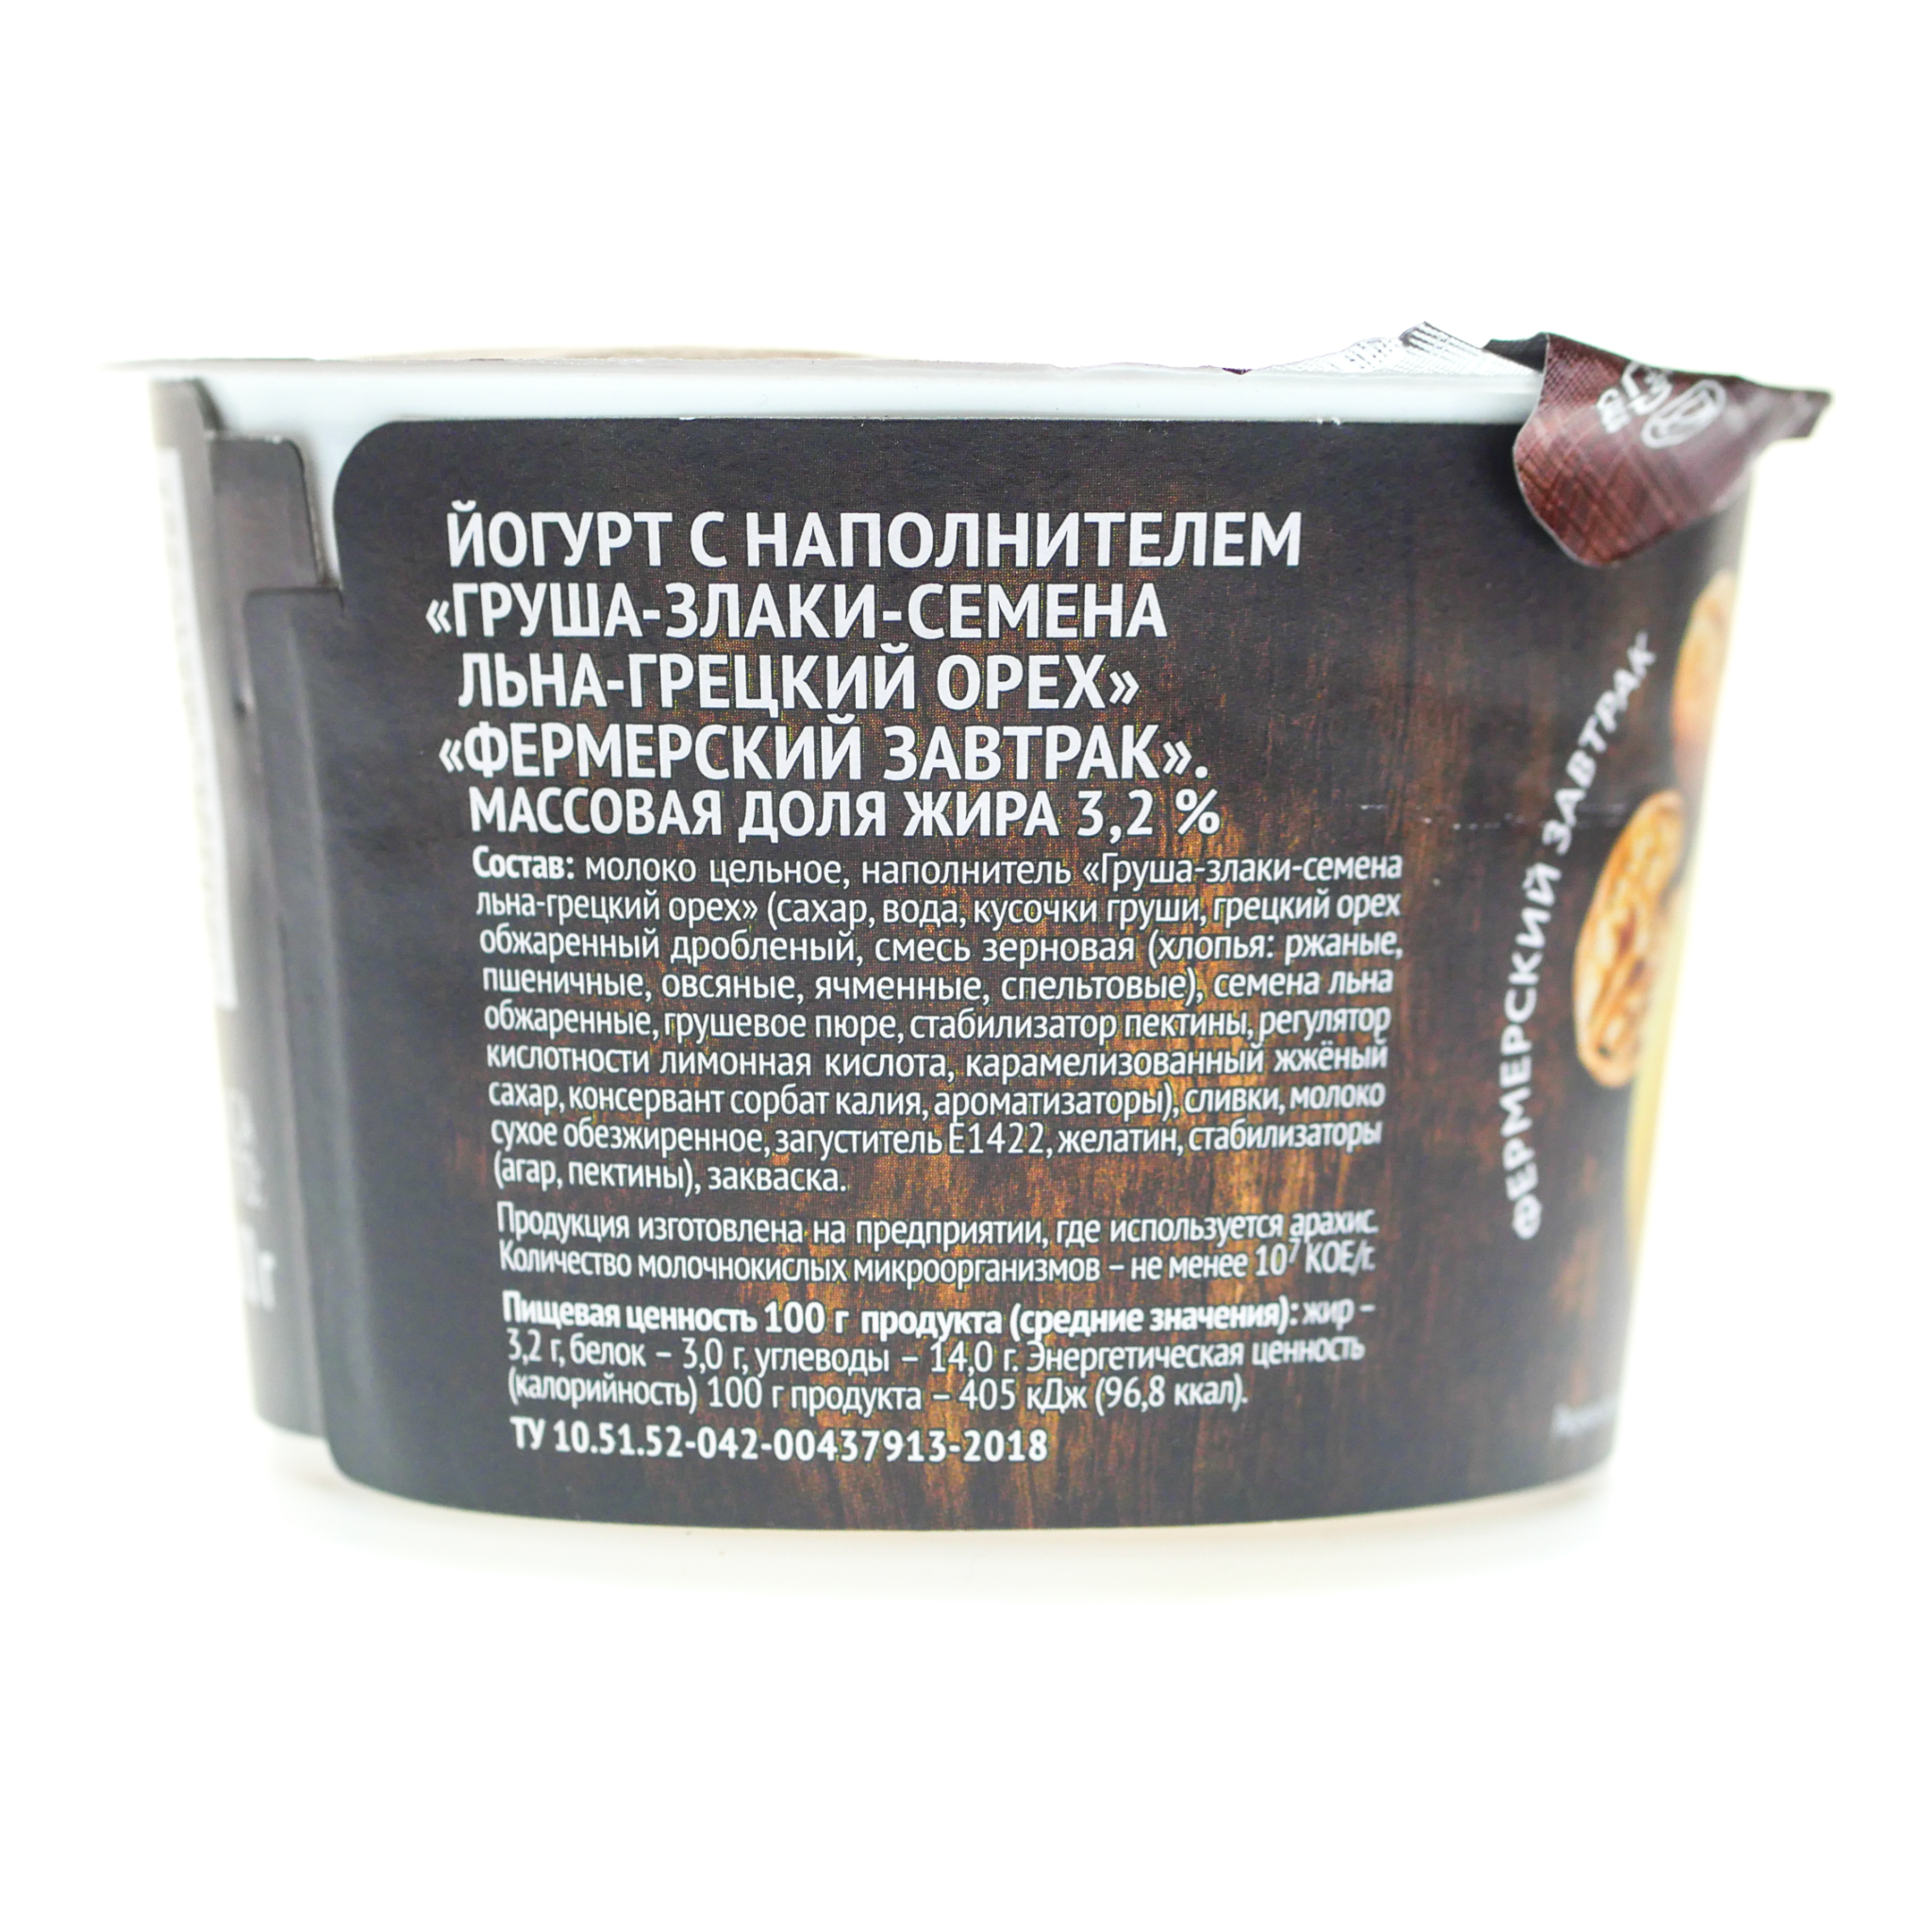 ЙОГУРТ С НАПОЛНИТЕЛЕМ
«ГРУША-ЗЛАКИ-СЕМЕНА
ЛЬНА-ГРЕЦКИЙ ОРЕХ»
«ФЕРМЕРСКИЙ ЗАВТРАК».
МАССОВАЯ ДОЛЯ ЖИРА 3,2 %
Состав: молоко цельное, наполнитель «Груша-злаки-семена
льна-грецкий орех» (сахар, вода, кусочки груши, грецкий орех
обжаренный дробленый, смесь зерновая (хлопья: ржаные,
пшеничные, овсяные, ячменные, спельтовые), семена льна
обжаренные, грушевое пюре, стабилизатор пектины, регулятор
кислотности лимонная кислота, карамелизованный жжёный
сахар, консервант сорбат калия, ароматизаторы), сливки, молоко
сухое обезжиренное, загуститель Е1422, желатин, стабилизаторы
(агар, пектины), закваска.
Продукция изготовлена на предприятии, где используется арахис.
Количество молочнокислых микроорганизмов – не менее 10⁷ КОЕ/г.
Пищевая ценность 100 г продукта (средние значения): жир –
3,2 г, белок – 3,0 г, углеводы – 14,0 г. Энергетическая ценность
(калорийность) 100 г продукта – 405 кДж (96,8 ккал).
ТУ 10.51.52-042-00437913-2018
ФЕРМЕРСКИЙ ЗАВТРАК